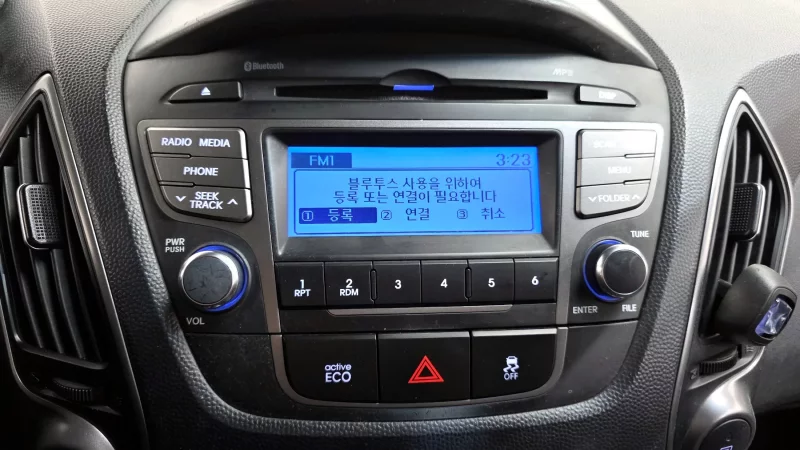 Bluetooth
MP3
DISP
RADIO MEDIA
SCAN
FM1 3:23
PHONE
MENU
블루투스 사용을 위하여
등록 또는 연결이 필요합니다
① 등록 ② 연결 ③ 취소
SEEK
TRACK
FOLDER
PWR
PUSH
TUNE
1 2 3 4 5 6
RPT RDM
VOL
ENTER FILE
active
ECO
OFF